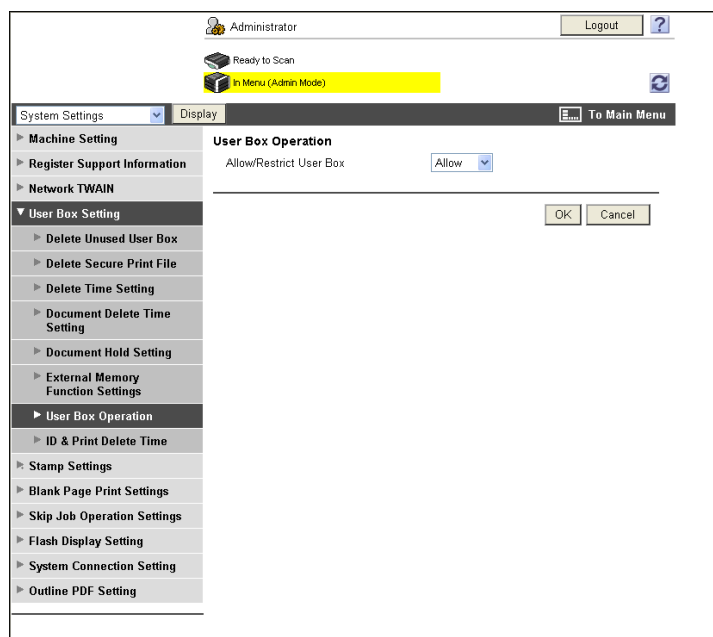 Administrator
Logout
?
Ready to Scan
In Menu (Admin Mode)
System Settings
Display
To Main Menu
Machine Setting
Register Support Information
Network TWAIN
User Box Setting
Delete Unused User Box
Delete Secure Print File
Delete Time Setting
Document Delete Time
Setting
Document Hold Setting
External Memory
Function Settings
User Box Operation
ID & Print Delete Time
Stamp Settings
Blank Page Print Settings
Skip Job Operation Settings
Flash Display Setting
System Connection Setting
Outline PDF Setting
User Box Operation
Allow/Restrict User Box
Allow
OK
Cancel